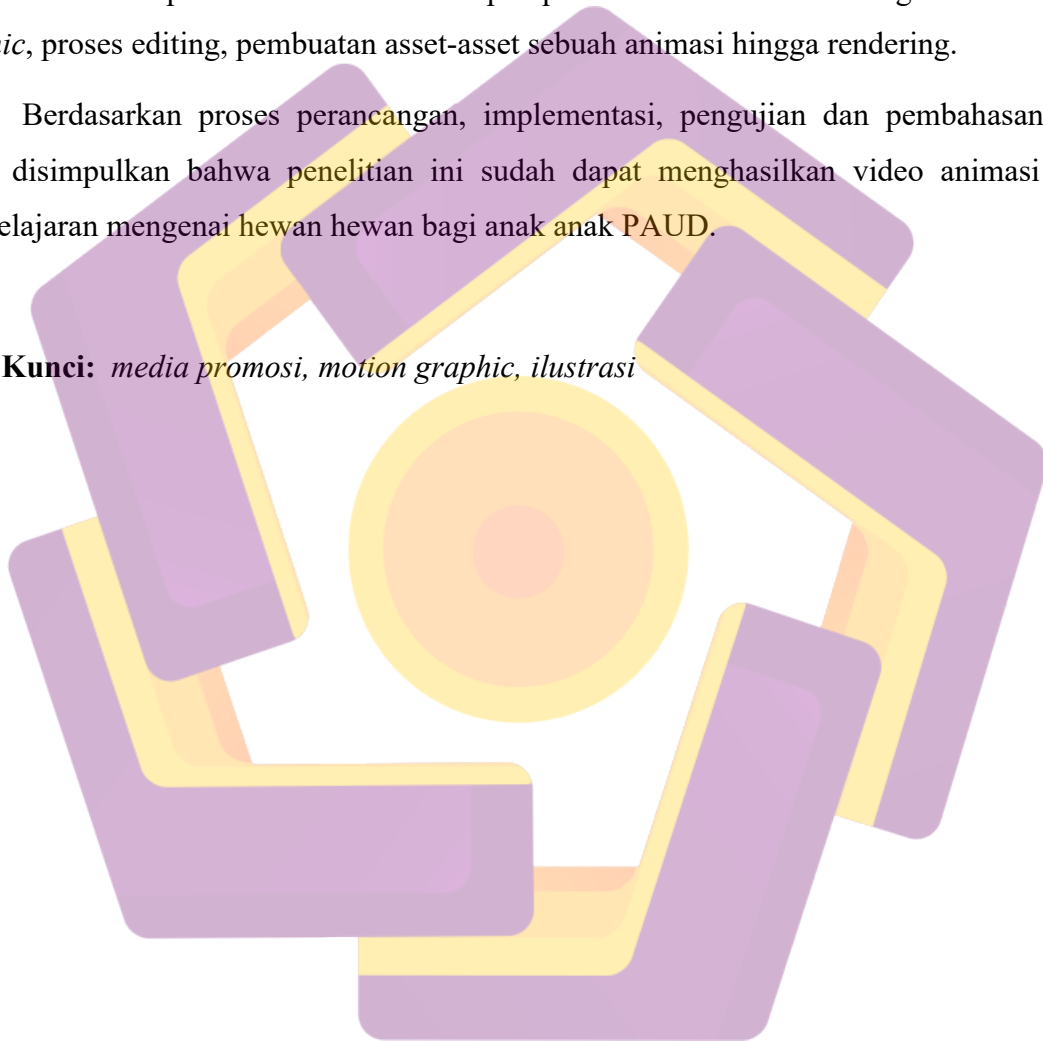 hic, proses editing, pembuatan asset-asset sebuah animasi hingga rendering.
Berdasarkan proses perancangan, implementasi, pengujian dan pembahasan
disimpulkan bahwa penelitian ini sudah dapat menghasilkan video animasi
elajaran mengenai hewan hewan bagi anak anak PAUD.
Kunci: media promosi, motion graphic, ilustrasi